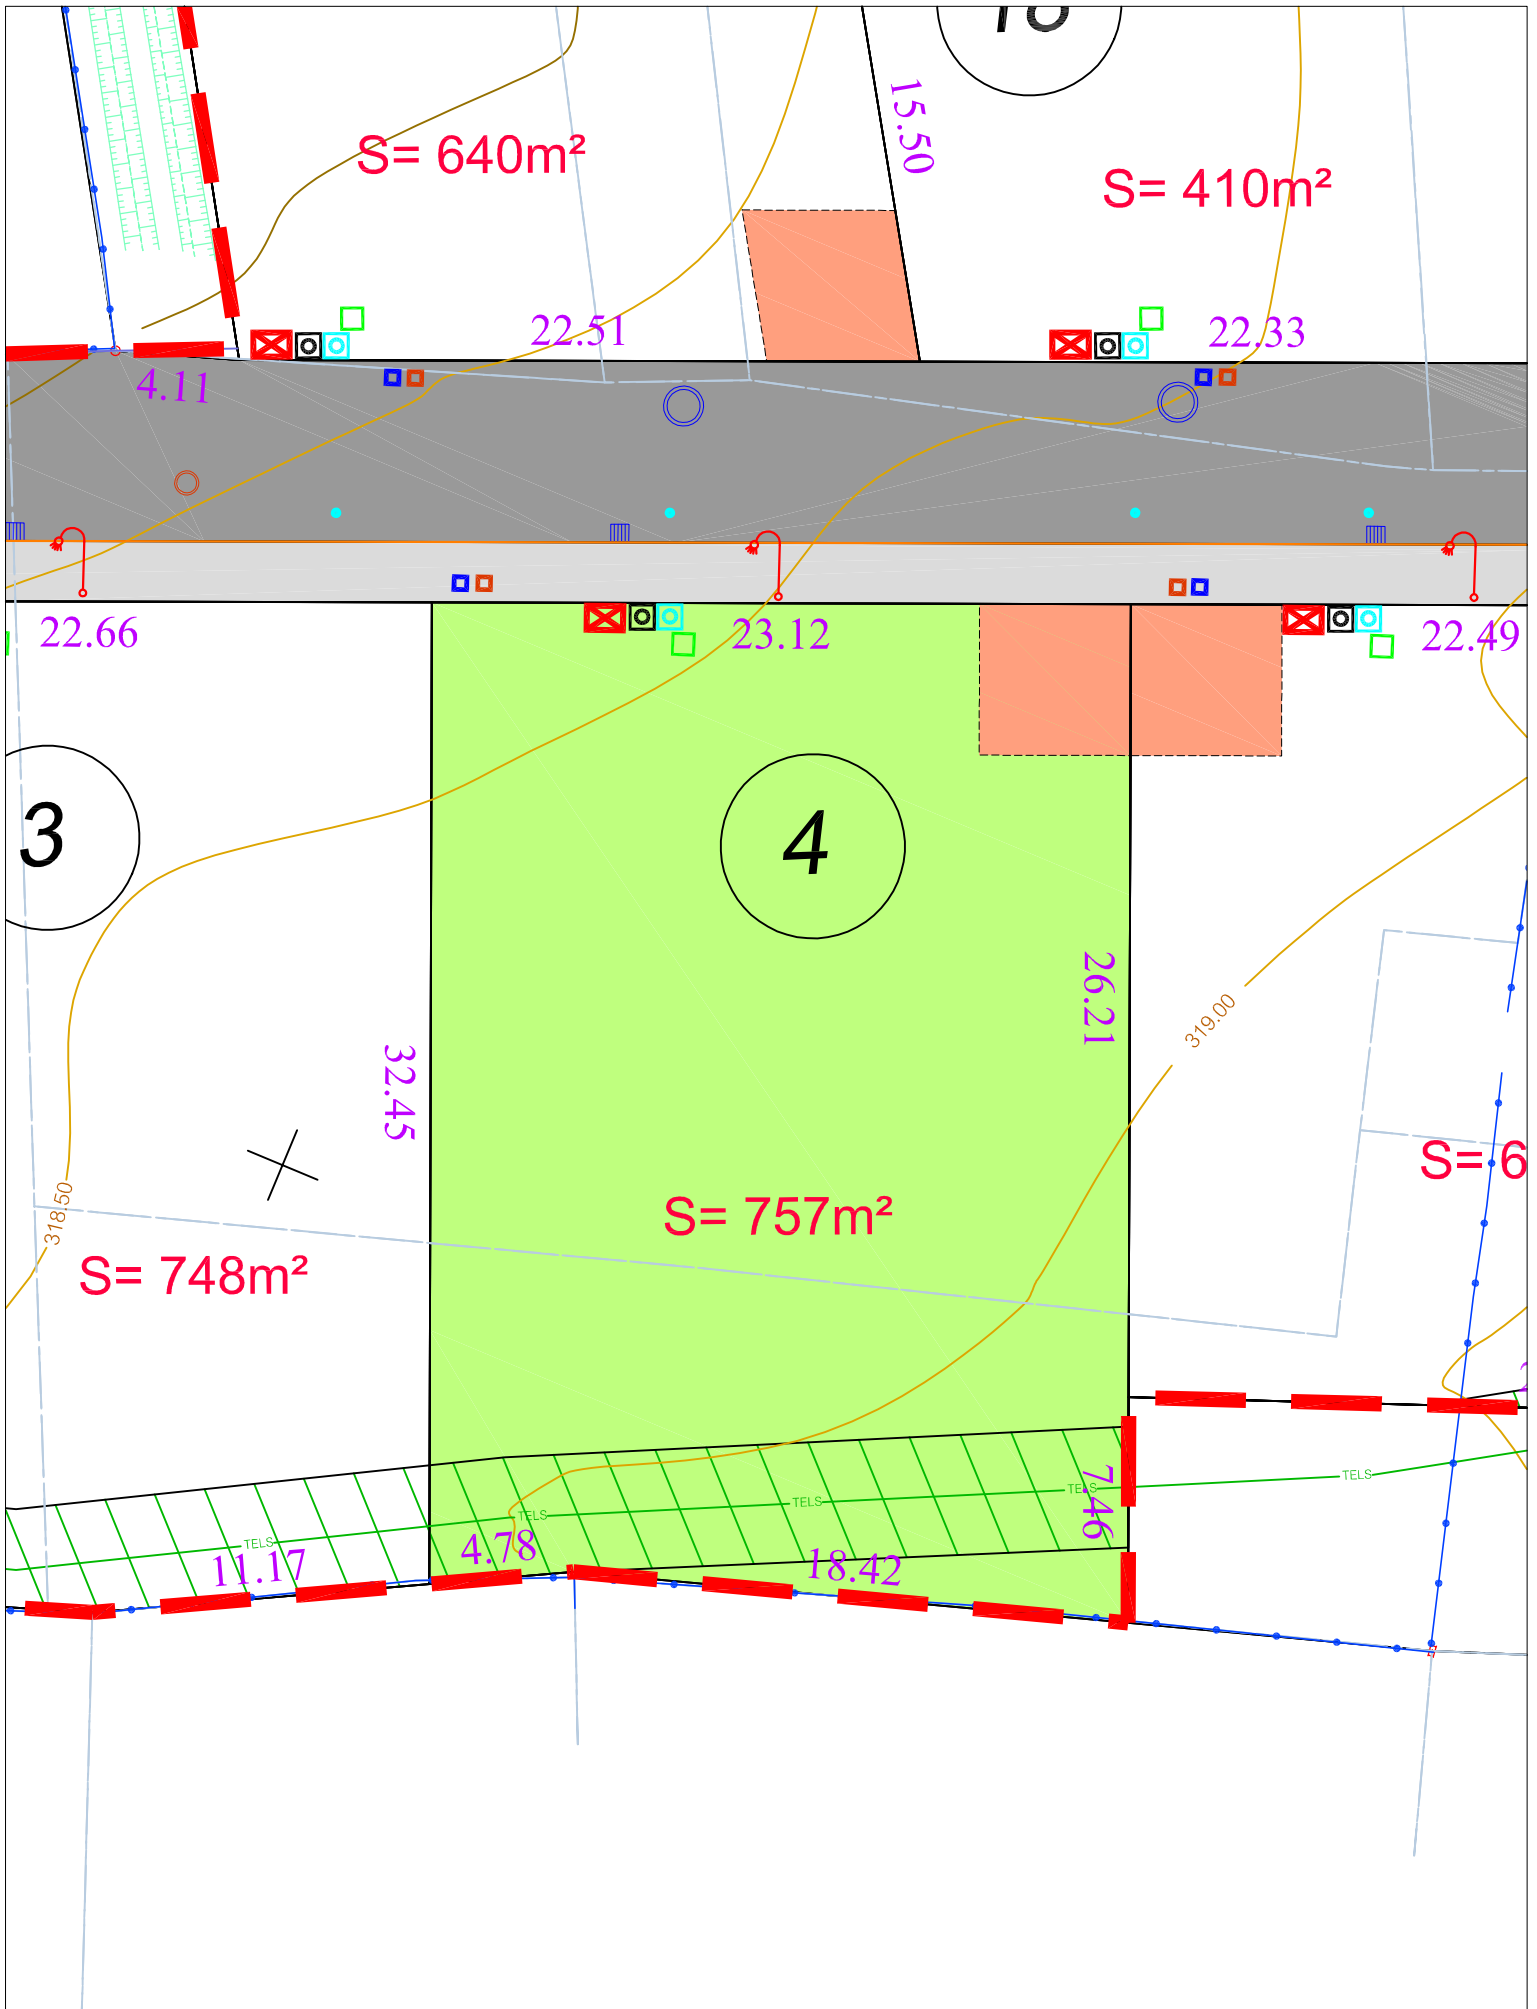 15.50
S= 640m²
S= 410m²
22.51
22.33
4.11
22.66
23.12
22.49
3
4
26.21
319.00
32.45
S= 6
318.50
S= 757m²
S= 748m²
7.46
TELS
TELS
TELS
TELS
TELS
4.78
11.17
18.42